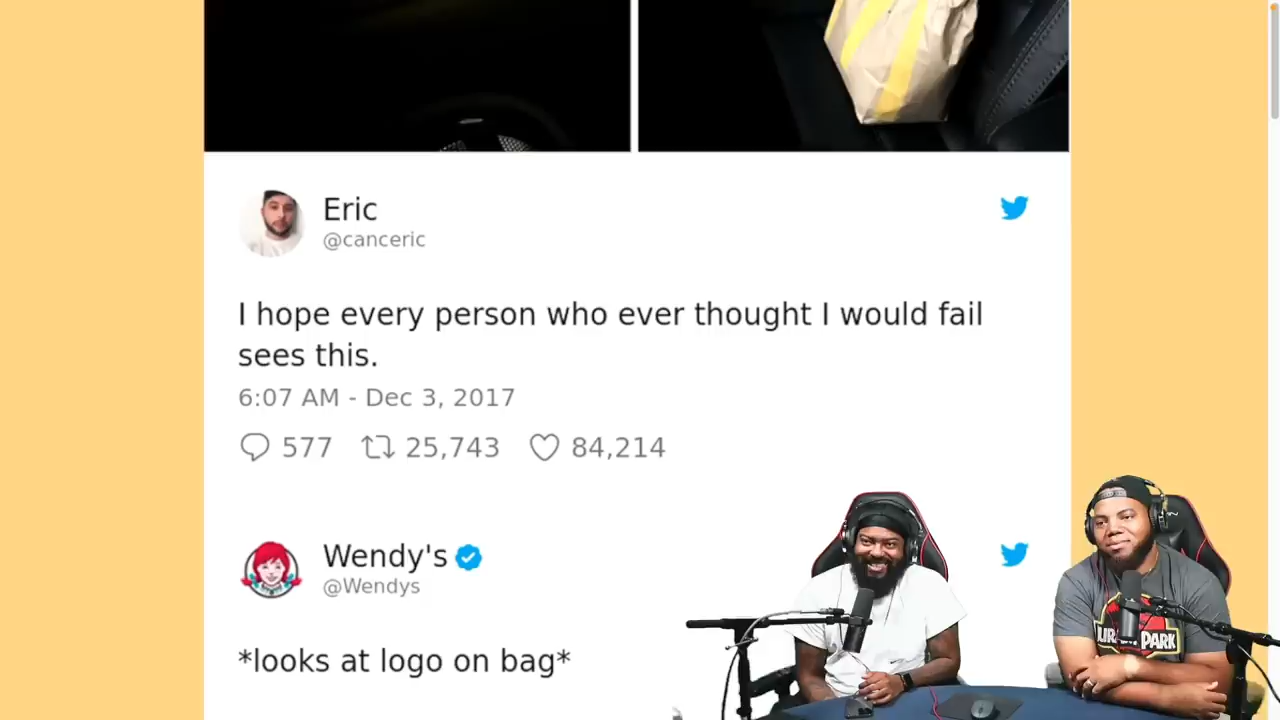 Eric
@canceric
I hope every person who ever thought I would fail
sees this.
6:07 AM - Dec 3, 2017
577 25,743 84,214
Wendy's
@Wendys
*looks at logo on bag*
PARK